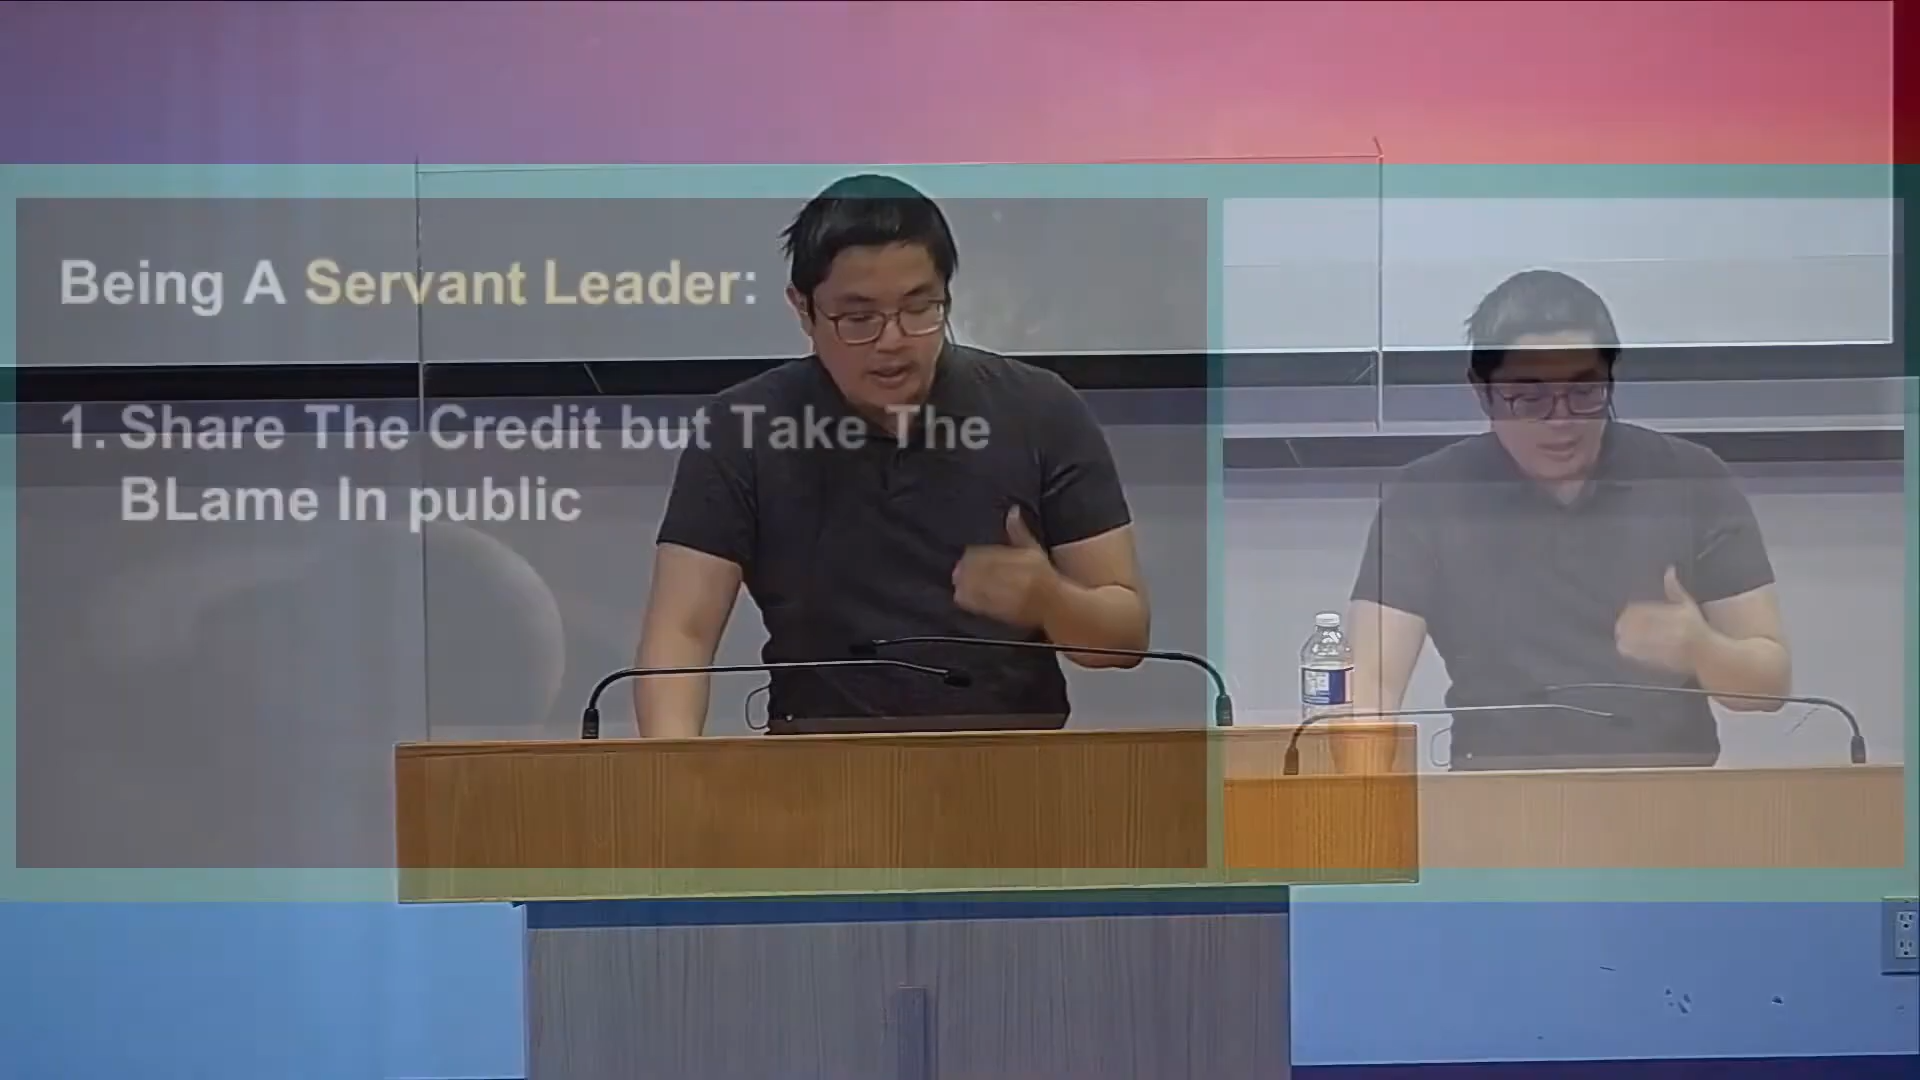 Being A Servant Leader:
1. Share The Credit but Take The
BLame In public